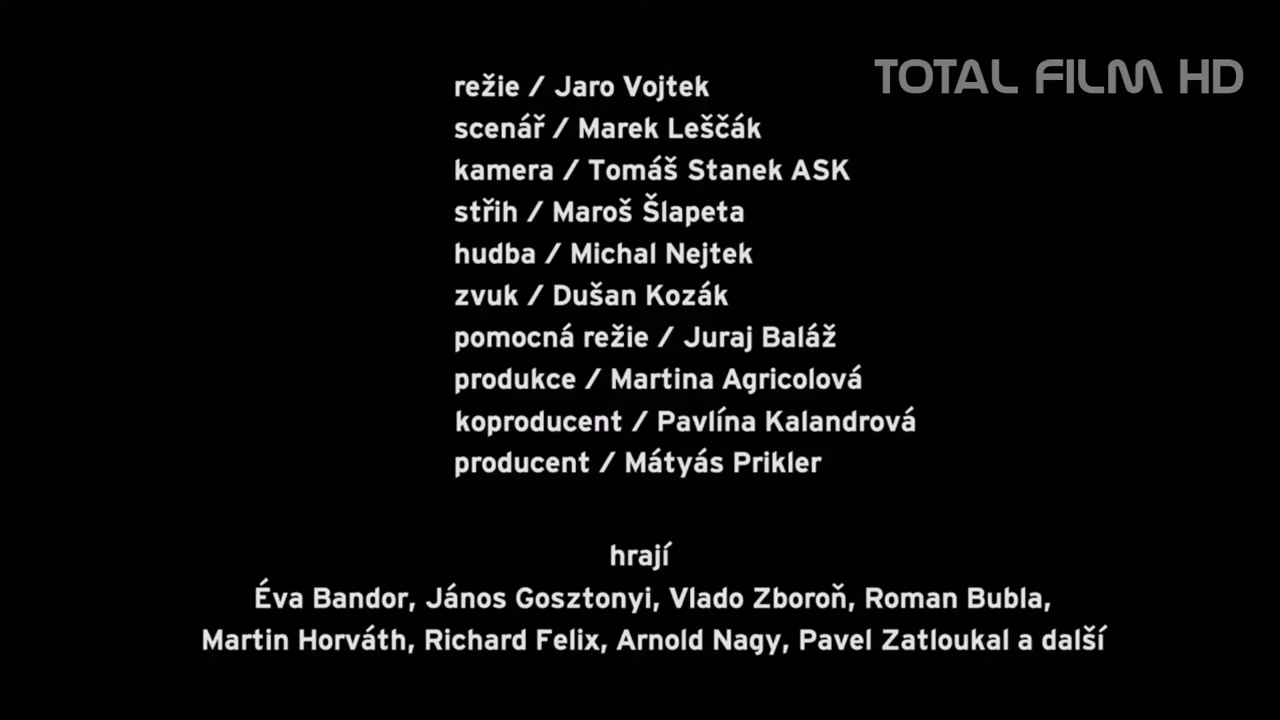 TOTAL FILM HD
režie / Jaro Vojtek
scenář / Marek Leščák
kamera / Tomáš Stanek ASK
střih / Maroš Šlapeta
hudba / Michal Nejtek
zvuk / Dušan Kozák
pomocná režie / Juraj Baláž
produkce / Martina Agricolová
koproducent / Pavlína Kalandrová
producent / Mátyás Prikler
hrají
Éva Bandor, János Gosztonyi, Vlado Zboroň, Roman Bubla,
Martin Horváth, Richard Felix, Arnold Nagy, Pavel Zatloukal a další